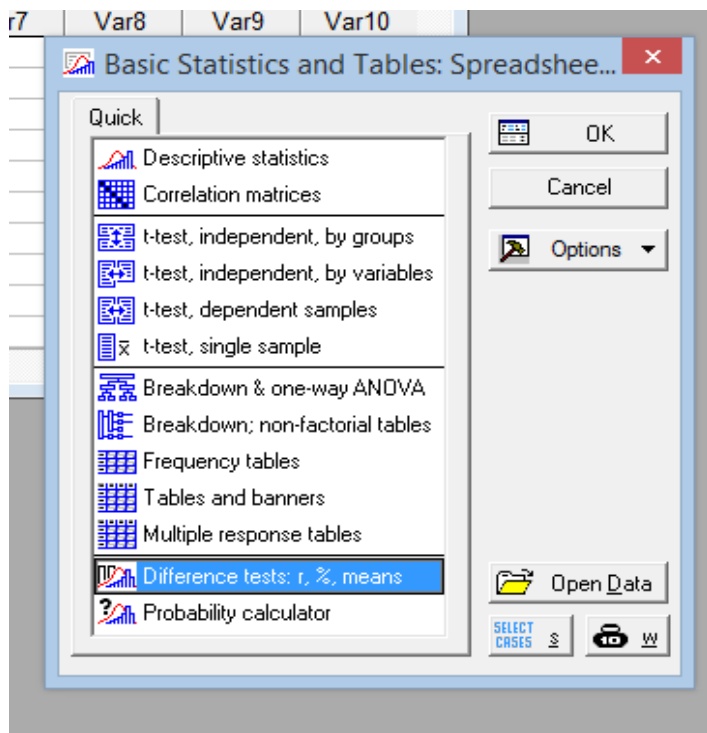 r7 Var8 Var9 Var10
Basic Statistics and Tables: Spreadshee...
Quick
Descriptive statistics
Correlation matrices
t-test, independent, by groups
t-test, independent, by variables
t-test, dependent samples
t-test, single sample
Breakdown & one-way ANOVA
Breakdown; non-factorial tables
Frequency tables
Tables and banners
Multiple response tables
Difference tests: r, %, means
Probability calculator
OK
Cancel
Options
Open Data
SELECT CASES S
W